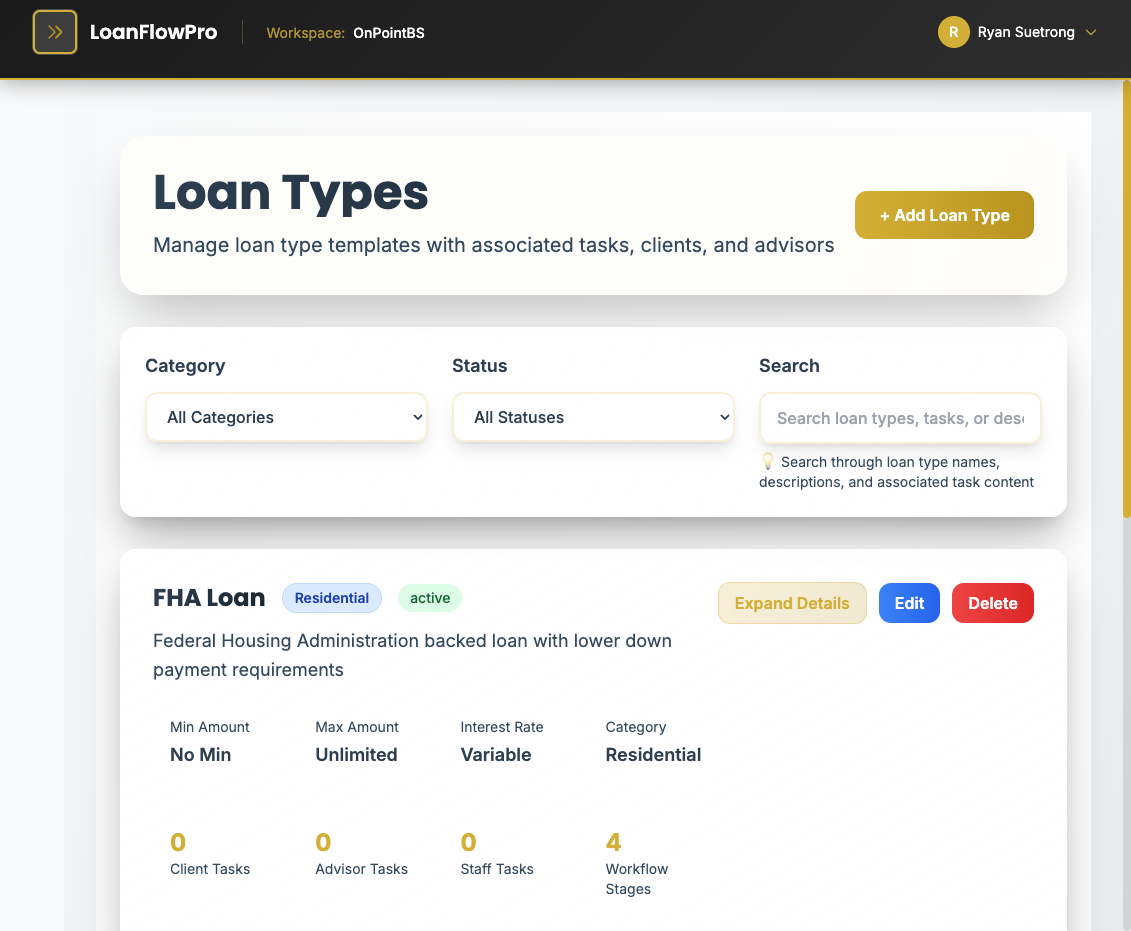 LoanFlowPro
Workspace: OnPointBS
R
Ryan Suetrong
Loan Types
Manage loan type templates with associated tasks, clients, and advisors
+ Add Loan Type
Category
Status
Search
All Categories
All Statuses
Search loan types, tasks, or desc
💡 Search through loan type names,
descriptions, and associated task content
FHA Loan
Residential
active
Expand Details
Edit
Delete
Federal Housing Administration backed loan with lower down
payment requirements
Min Amount
Max Amount
Interest Rate
Category
No Min
Unlimited
Variable
Residential
0
0
0
4
Client Tasks
Advisor Tasks
Staff Tasks
Workflow
Stages